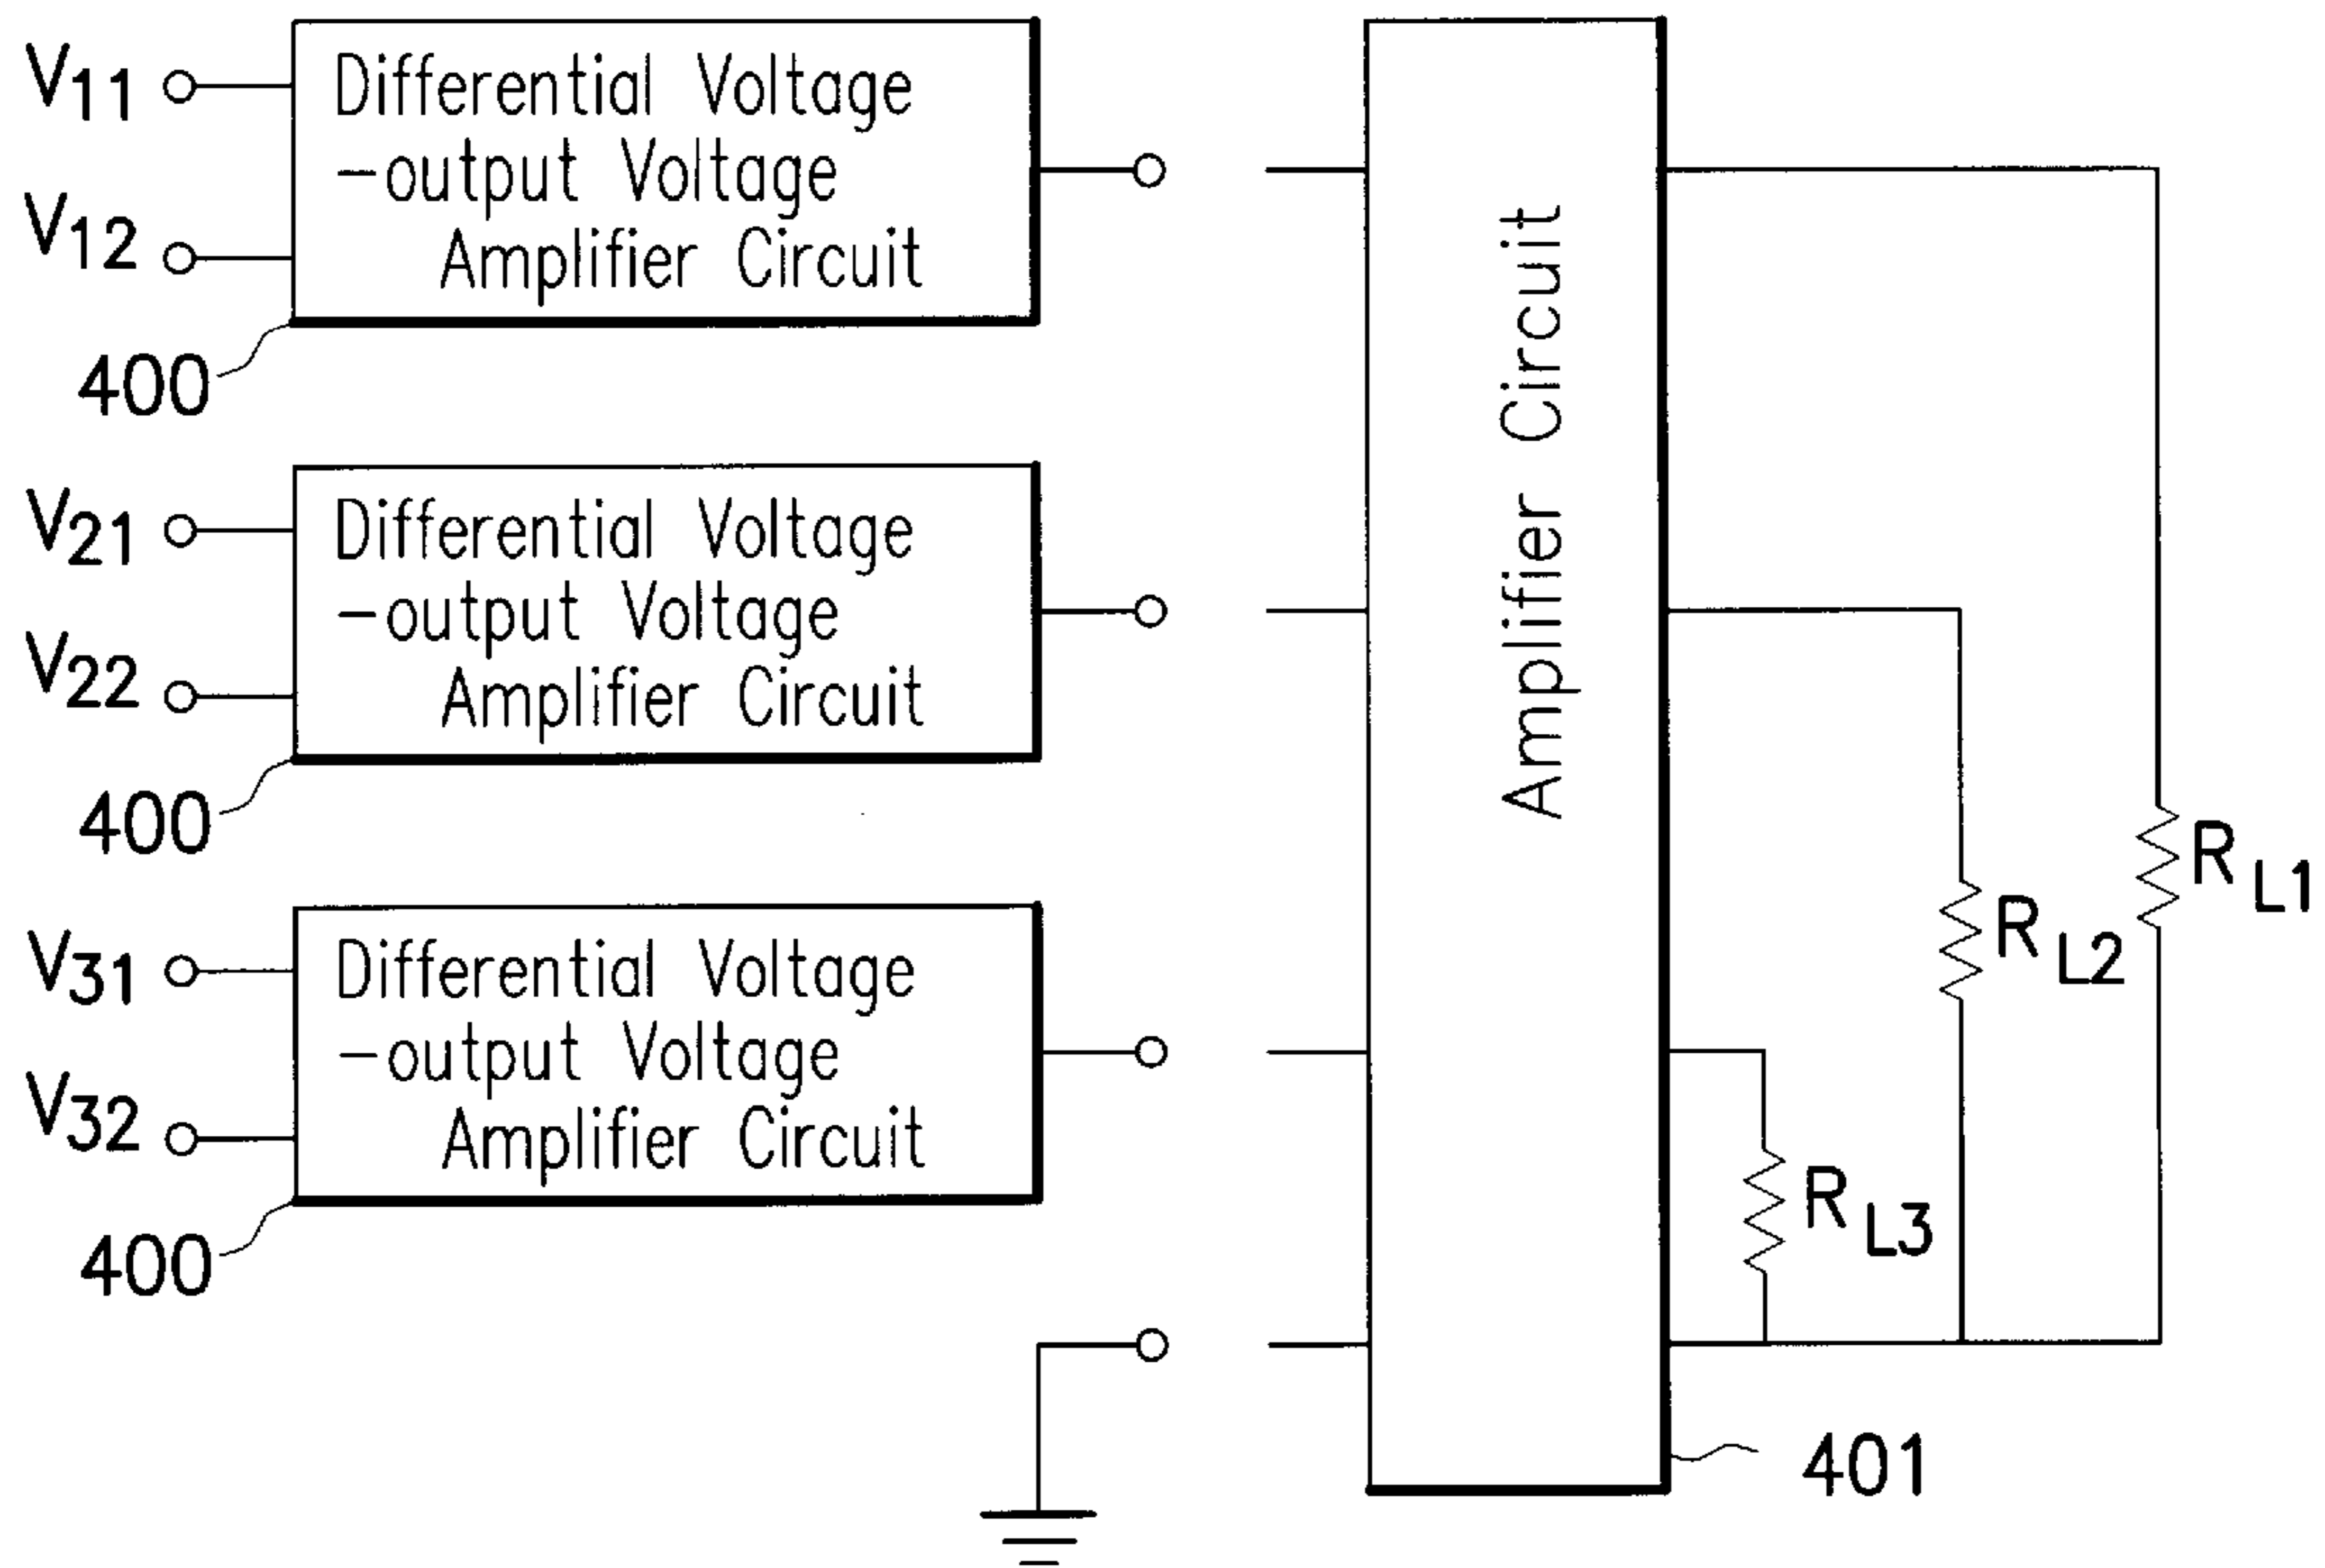 V11
Differential Voltage
-output Voltage
Amplifier Circuit
V12
400
V21
Differential Voltage
-output Voltage
Amplifier Circuit
V22
400
V31
Differential Voltage
-output Voltage
Amplifier Circuit
V32
400
Amplifier Circuit
RL1
RL2
RL3
401